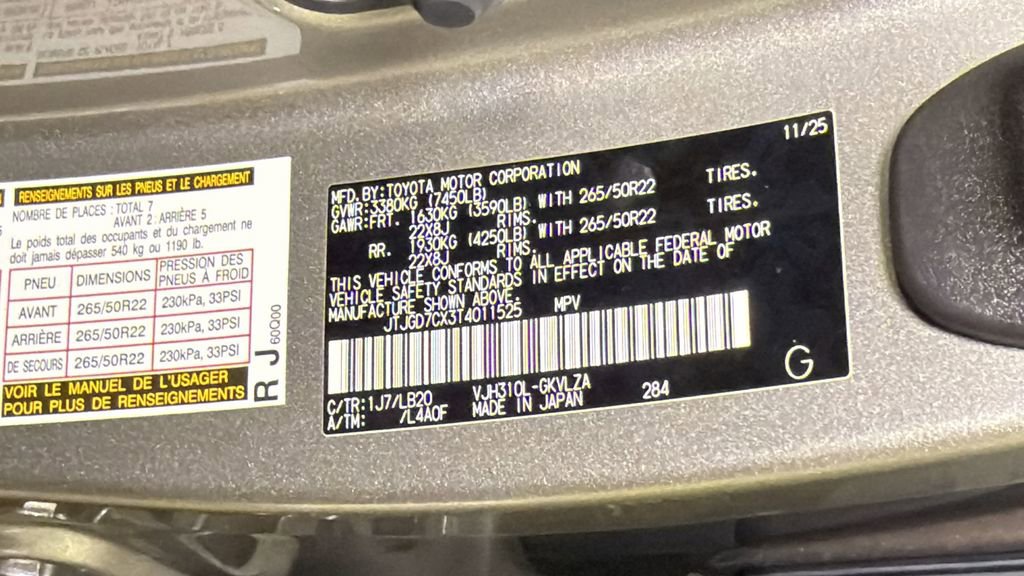 RENSEIGNEMENTS SUR LES PNEUS ET LE CHARGEMENT
NOMBRE DE PLACES : TOTAL 7
AVANT 2 : ARRIÈRE 5
Le poids total des occupants et du chargement ne
doit jamais dépasser 540 kg ou 1190 lb.
PNEU DIMENSIONS PRESSION DES PNEUS À FROID
AVANT 265/50R22 230kPa, 33PSI
ARRIÈRE 265/50R22 230kPa, 33PSI
DE SECOURS 265/50R22 230kPa, 33PSI
VOIR LE MANUEL DE L'USAGER
POUR PLUS DE RENSEIGNEMENTS
RJ
60Q00
11/25
MFD.BY:TOYOTA MOTOR CORPORATION
GVWR:3380KG (7450LB)
GAWR:FRT. 1630KG (3590LB) WITH 265/50R22 TIRES.
22X8J RIMS.
RR. 1930KG (4250LB) WITH 265/50R22 TIRES.
22X8J RIMS.
THIS VEHICLE CONFORMS TO ALL APPLICABLE FEDERAL MOTOR
VEHICLE SAFETY STANDARDS IN EFFECT ON THE DATE OF
MANUFACTURE SHOWN ABOVE.
JTJGD7CX3T4011525 MPV
C/TR:1J7/LB20 VJH310L-GKVLZA
A/TM: /L4A0F MADE IN JAPAN 284
G